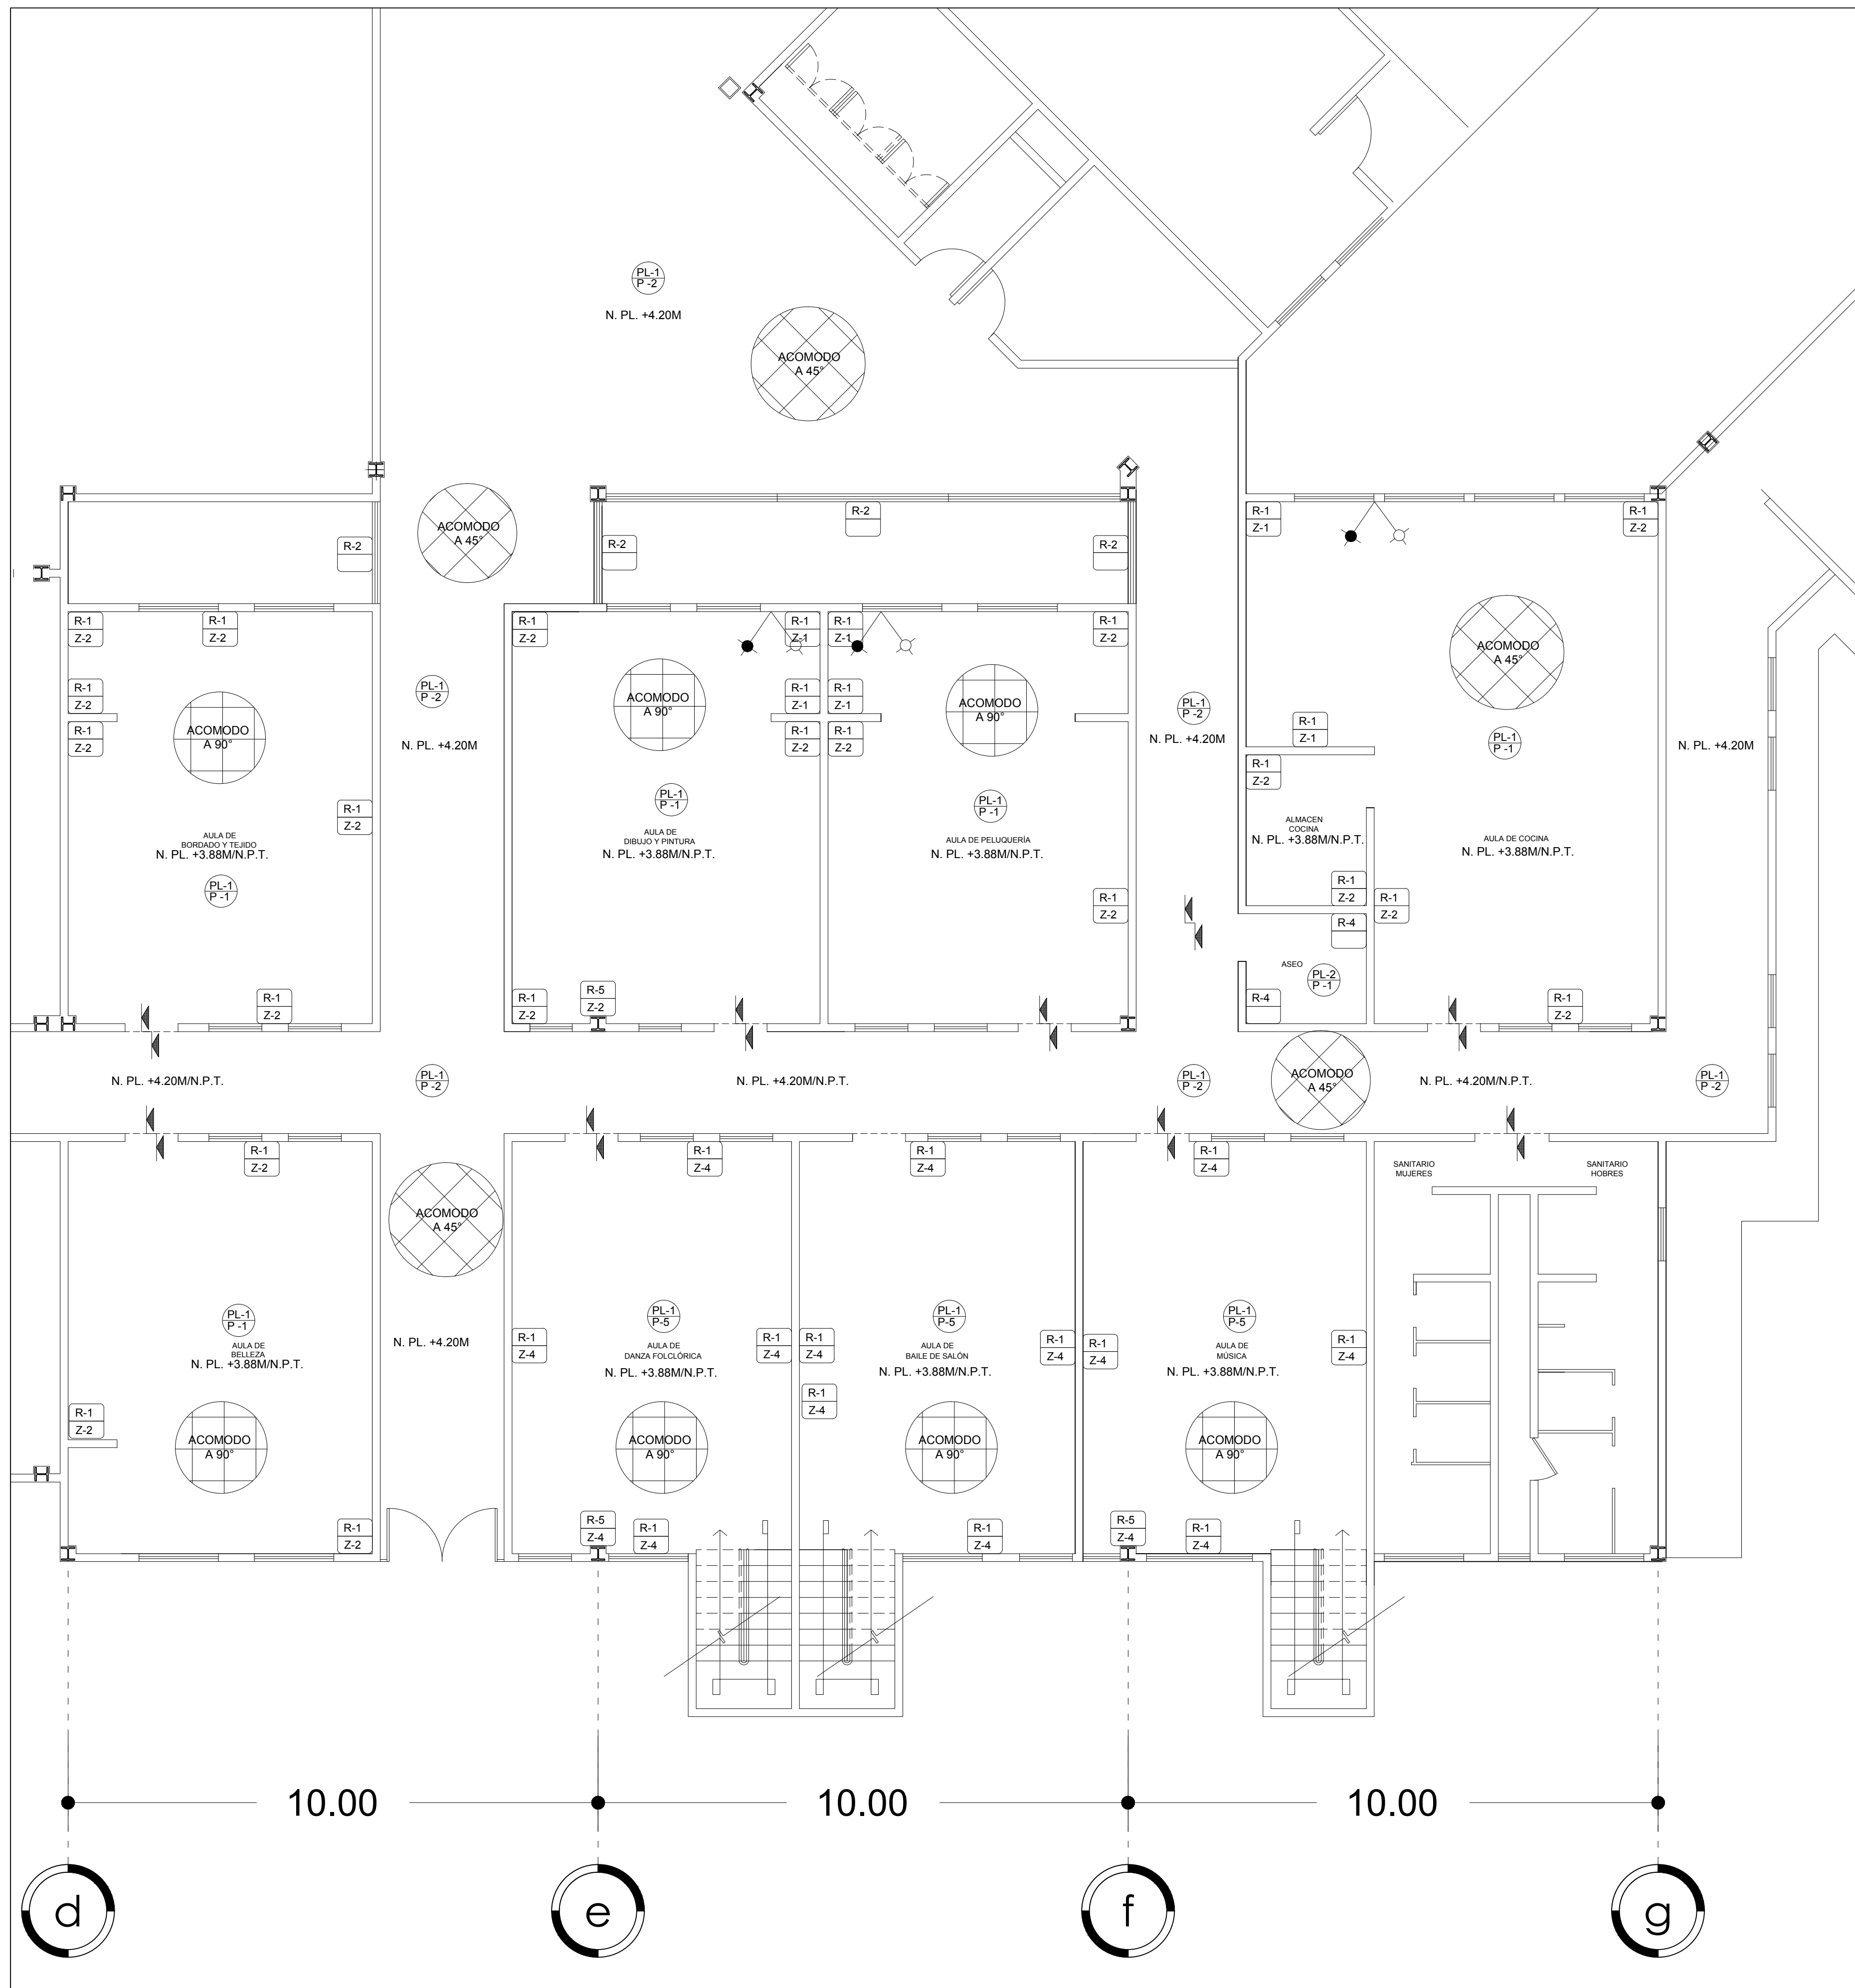 PL-1
P -2
N. PL. +4.20M
ACOMODO
A 45°
ACOMODO
A 45°
R-2
R-2
R-2
R-2
R-1
Z-1
R-1
Z-2
R-1
Z-2
R-1
Z-2
R-1
Z-2
R-1
Z-1
R-1
Z-1
R-1
Z-2
ACOMODO
A 45°
R-1
Z-2
PL-1
P -2
ACOMODO
A 90°
R-1
Z-1
R-1
Z-1
ACOMODO
A 90°
PL-1
P -2
R-1
Z-2
ACOMODO
A 90°
N. PL. +4.20M
R-1
Z-2
R-1
Z-2
N. PL. +4.20M
R-1
Z-1
PL-1
P -1
N. PL. +4.20M
R-1
Z-2
R-1
Z-2
PL-1
P -1
PL-1
P -1
AULA DE
BORDADO Y TEJIDO
N. PL. +3.88M/N.P.T.
PL-1
P -1
AULA DE
DIBUJO Y PINTURA
N. PL. +3.88M/N.P.T.
AULA DE PELUQUERÍA
N. PL. +3.88M/N.P.T.
ALMACEN
COCINA
N. PL. +3.88M/N.P.T.
AULA DE COCINA
N. PL. +3.88M/N.P.T.
R-1
Z-2
R-1
Z-2
R-1
Z-2
R-4
ASEO
PL-2
P -1
R-4
R-1
Z-2
R-1
Z-2
R-5
Z-2
R-1
Z-2
N. PL. +4.20M/N.P.T.
PL-1
P -2
N. PL. +4.20M/N.P.T.
PL-1
P -2
ACOMODO
A 45°
N. PL. +4.20M/N.P.T.
PL-1
P -2
R-1
Z-2
R-1
Z-4
R-1
Z-4
R-1
Z-4
SANITARIO
MUJERES
SANITARIO
HOBRES
ACOMODO
A 45°
PL-1
P -1
AULA DE
BELLEZA
N. PL. +3.88M/N.P.T.
N. PL. +4.20M
R-1
Z-4
PL-1
P-5
AULA DE
DANZA FOLCLÓRICA
N. PL. +3.88M/N.P.T.
R-1
Z-4
R-1
Z-4
PL-1
P-5
AULA DE
BAILE DE SALÓN
N. PL. +3.88M/N.P.T.
R-1
Z-4
R-1
Z-4
PL-1
P-5
AULA DE
MÚSICA
N. PL. +3.88M/N.P.T.
R-1
Z-4
R-1
Z-4
R-1
Z-2
ACOMODO
A 90°
ACOMODO
A 90°
ACOMODO
A 90°
ACOMODO
A 90°
R-1
Z-2
R-5
Z-4
R-1
Z-4
R-1
Z-4
R-5
Z-4
R-1
Z-4
10.00
10.00
10.00
d
e
f
g